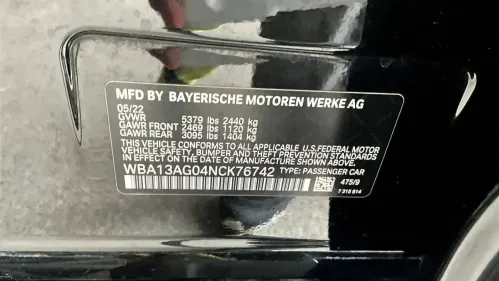 MFD BY BAYERISCHE MOTOREN WERKE AG
05/22
GVWR 5379 lbs 2440 kg
GAWR FRONT 2469 lbs 1120 kg
GAWR REAR 3095 lbs 1404 kg
THIS VEHICLE CONFORMS TO ALL APPLICABLE U.S.FEDERAL MOTOR
VEHICLE SAFETY, BUMPER, AND THEFT PREVENTION STANDARDS
IN EFFECT ON THE DATE OF MANUFACTURE SHOWN ABOVE.
WBA13AG04NCK76742 TYPE: PASSENGER CAR
475/9
7 310 814